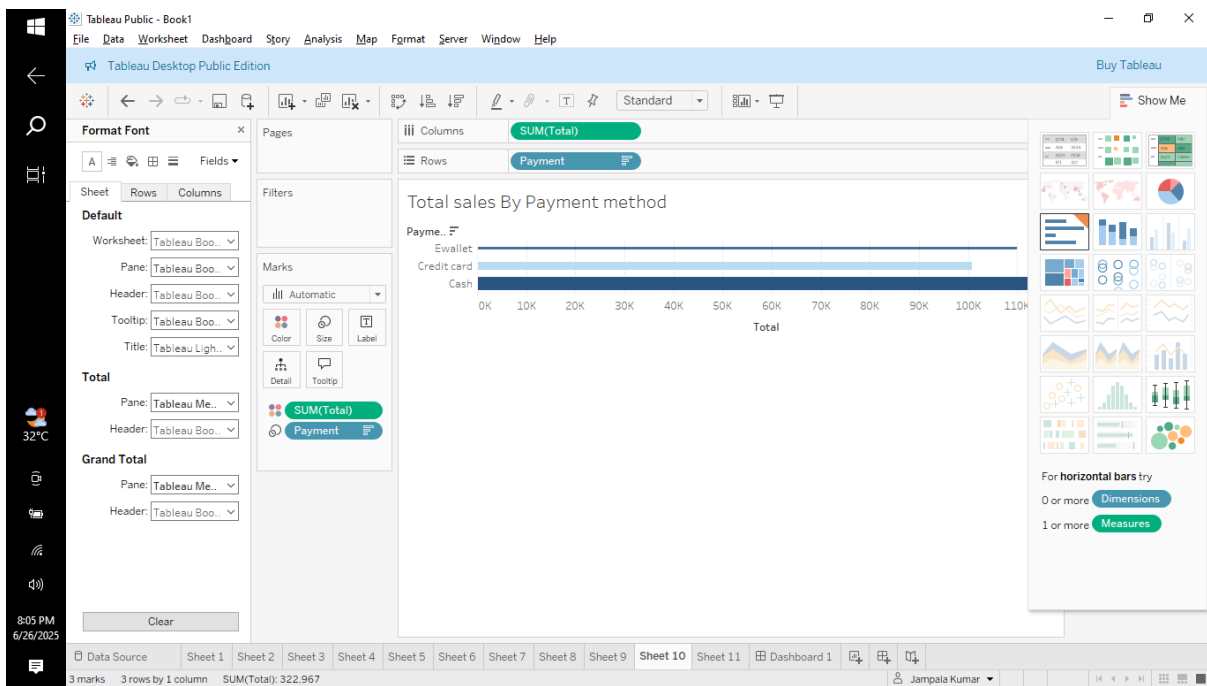 Tableau Public - Book1
File Data Worksheet Dashboard Story Analysis Map Format Server Window Help
Tableau Desktop Public Edition
Buy Tableau
Standard
Show Me
Format Font
Fields
Sheet Rows Columns
Default
Worksheet: Tableau Boo..
Pane: Tableau Boo..
Header: Tableau Boo..
Tooltip: Tableau Boo..
Title: Tableau Ligh..
Total
Pane: Tableau Me..
Header: Tableau Boo..
Grand Total
Pane: Tableau Me..
Header: Tableau Boo..
Clear
Pages
Filters
Marks
Automatic
Color Size Label
Detail Tooltip
SUM(Total)
Payment
Columns SUM(Total)
Rows Payment
Total sales By Payment method
Payme..
Ewallet
Credit card
Cash
0K 10K 20K 30K 40K 50K 60K 70K 80K 90K 100K 110K
Total
For horizontal bars try
0 or more Dimensions
1 or more Measures
1
32°C
8:05 PM
6/26/2025
Data Source Sheet 1 Sheet 2 Sheet 3 Sheet 4 Sheet 5 Sheet 6 Sheet 7 Sheet 8 Sheet 9 Sheet 10 Sheet 11 Dashboard 1
3 marks 3 rows by 1 column SUM(Total): 322,967
Jampala Kumar